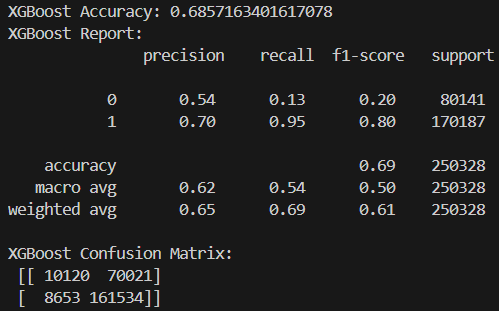 XGBoost Accuracy: 0.6857163401617078
XGBoost Report:
precision recall f1-score support
0 0.54 0.13 0.20 80141
1 0.70 0.95 0.80 170187
accuracy 0.69 250328
macro avg 0.62 0.54 0.50 250328
weighted avg 0.65 0.69 0.61 250328
XGBoost Confusion Matrix:
[[ 10120 70021]
[ 8653 161534]]